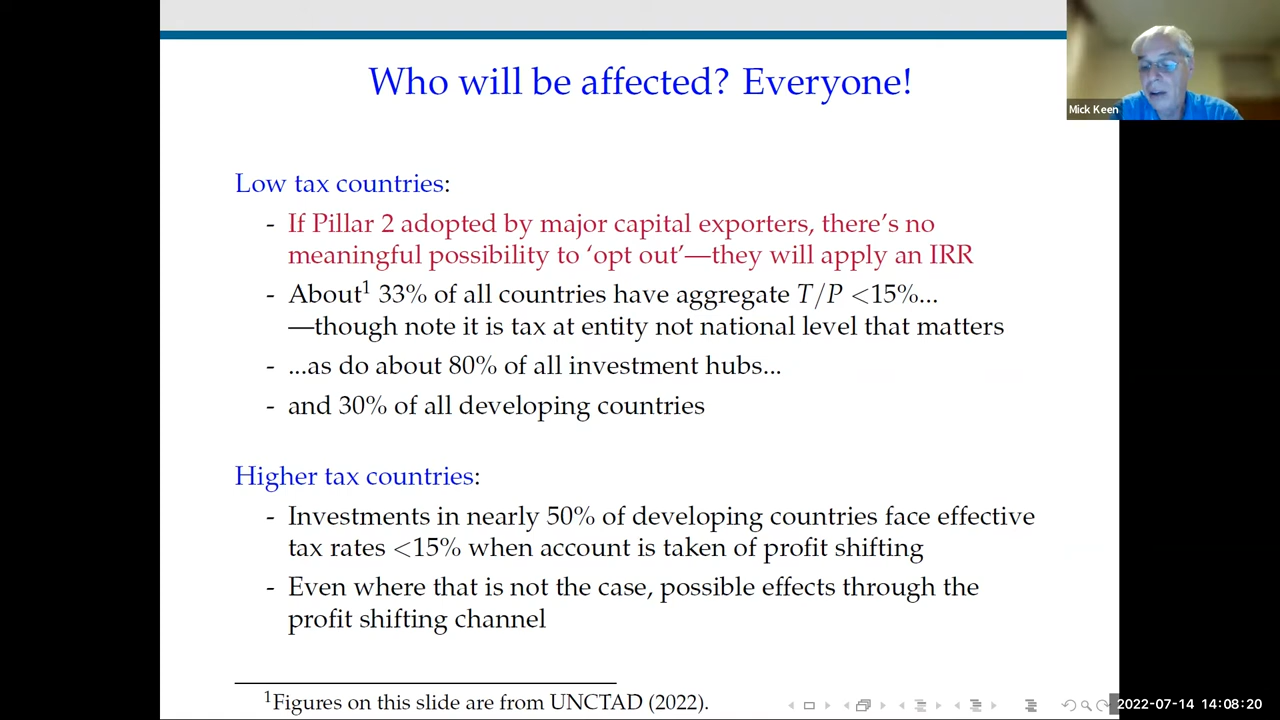 Who will be affected? Everyone!
Mick Keen
Low tax countries:
- If Pillar 2 adopted by major capital exporters, there's no
meaningful possibility to ‘opt out’—they will apply an IRR
- About¹ 33% of all countries have aggregate T/P <15%...
—though note it is tax at entity not national level that matters
- ...as do about 80% of all investment hubs...
- and 30% of all developing countries
Higher tax countries:
- Investments in nearly 50% of developing countries face effective
tax rates <15% when account is taken of profit shifting
- Even where that is not the case, possible effects through the
profit shifting channel
¹Figures on this slide are from UNCTAD (2022).
2022-07-14 14:08:20